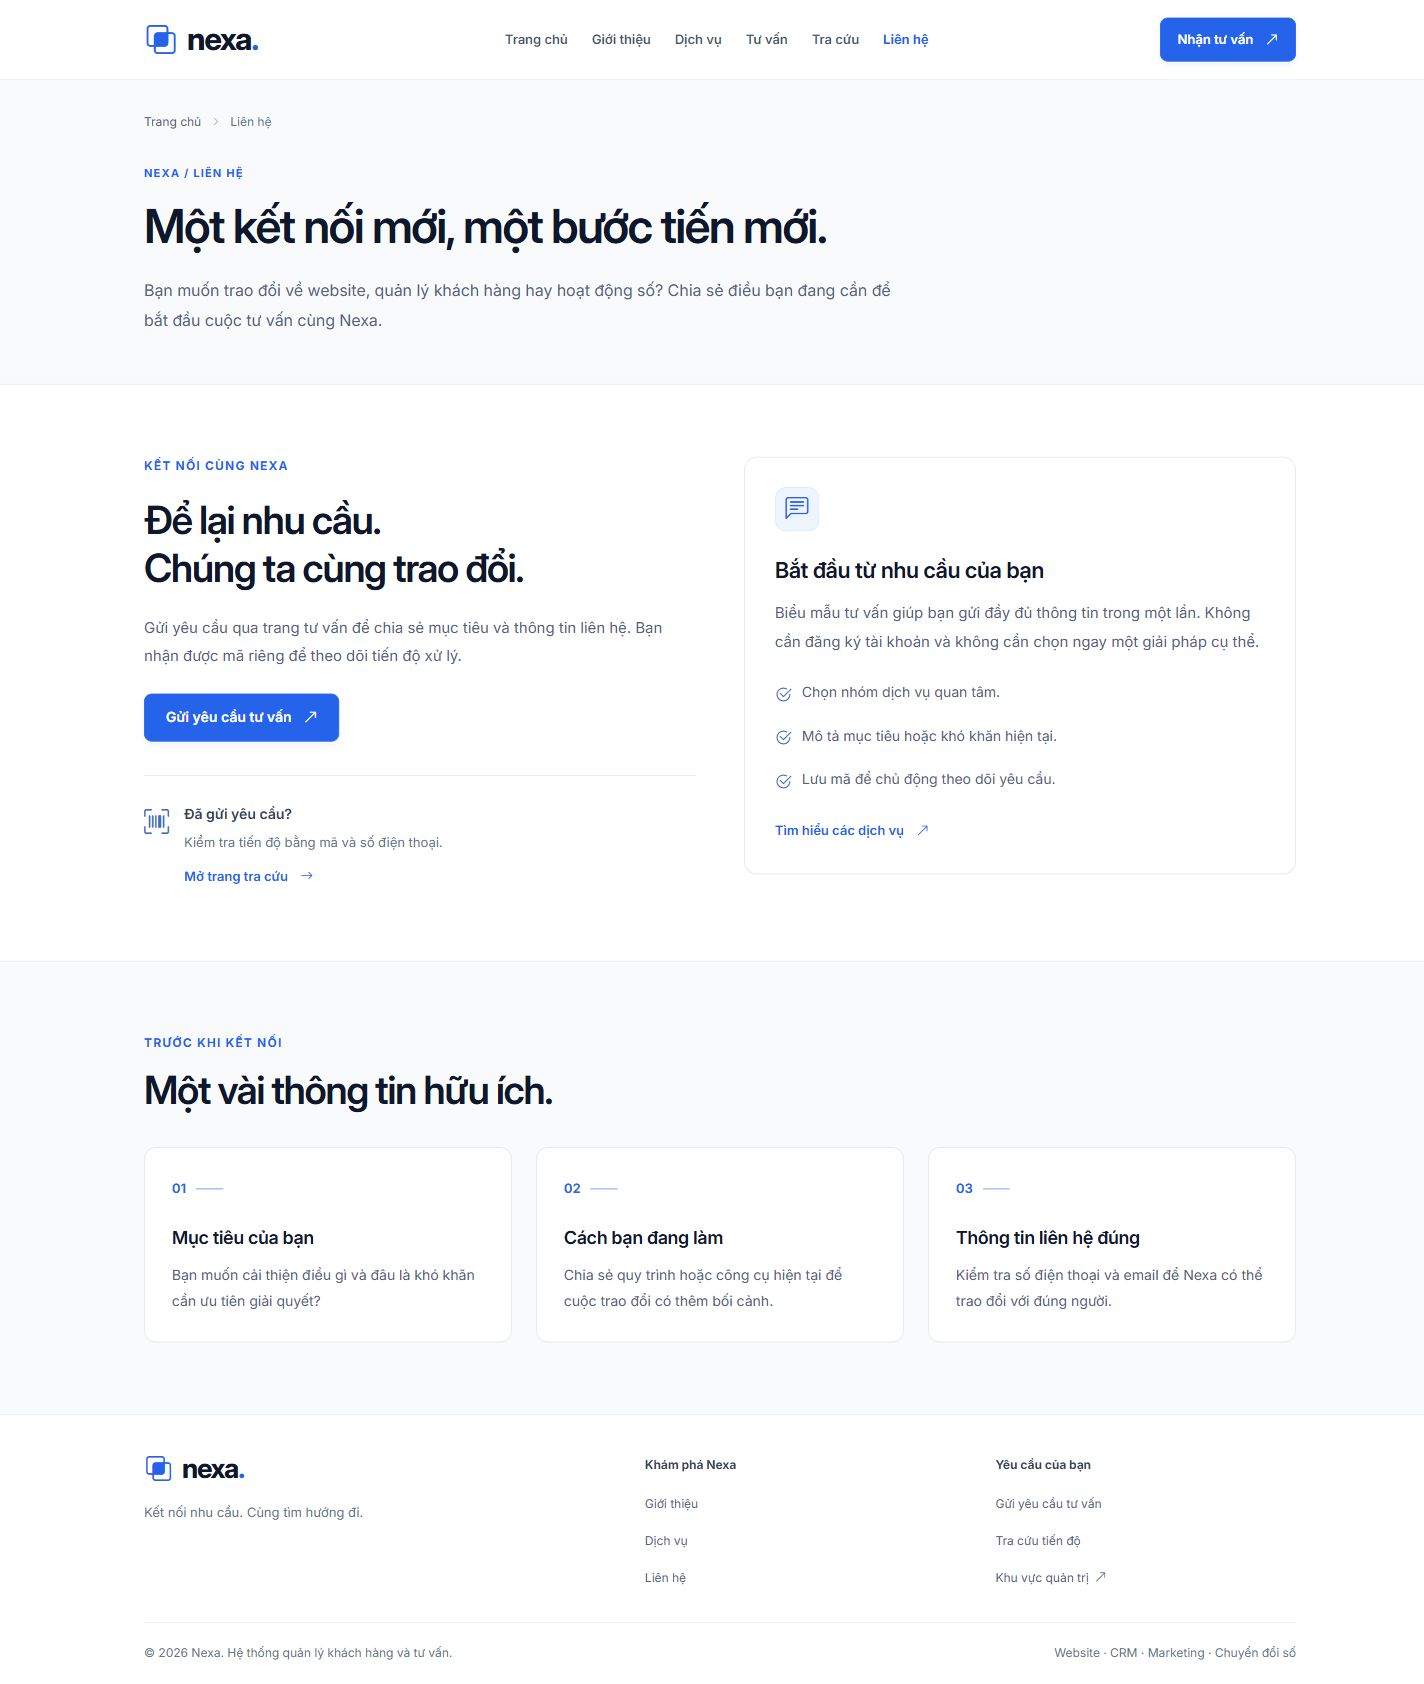 nexa.
Trang chủ
Giới thiệu
Dịch vụ
Tư vấn
Tra cứu
Liên hệ
Nhận tư vấn
Trang chủ
Liên hệ
NEXA / LIÊN HỆ
Một kết nối mới, một bước tiến mới.
Bạn muốn trao đổi về website, quản lý khách hàng hay hoạt động số? Chia sẻ điều bạn đang cần để
bắt đầu cuộc tư vấn cùng Nexa.
KẾT NỐI CÙNG NEXA
Để lại nhu cầu.
Chúng ta cùng trao đổi.
Gửi yêu cầu qua trang tư vấn để chia sẻ mục tiêu và thông tin liên hệ. Bạn
nhận được mã riêng để theo dõi tiến độ xử lý.
Gửi yêu cầu tư vấn
Đã gửi yêu cầu?
Kiểm tra tiến độ bằng mã và số điện thoại.
Mở trang tra cứu
Bắt đầu từ nhu cầu của bạn
Biểu mẫu tư vấn giúp bạn gửi đầy đủ thông tin trong một lần. Không
cần đăng ký tài khoản và không cần chọn ngay một giải pháp cụ thể.
Chọn nhóm dịch vụ quan tâm.
Mô tả mục tiêu hoặc khó khăn hiện tại.
Lưu mã để chủ động theo dõi yêu cầu.
Tìm hiểu các dịch vụ
TRƯỚC KHI KẾT NỐI
Một vài thông tin hữu ích.
01
Mục tiêu của bạn
Bạn muốn cải thiện điều gì và đâu là khó khăn
cần ưu tiên giải quyết?
02
Cách bạn đang làm
Chia sẻ quy trình hoặc công cụ hiện tại để
cuộc trao đổi có thêm bối cảnh.
03
Thông tin liên hệ đúng
Kiểm tra số điện thoại và email để Nexa có thể
trao đổi với đúng người.
nexa.
Kết nối nhu cầu. Cùng tìm hướng đi.
Khám phá Nexa
Giới thiệu
Dịch vụ
Liên hệ
Yêu cầu của bạn
Gửi yêu cầu tư vấn
Tra cứu tiến độ
Khu vực quản trị
© 2026 Nexa. Hệ thống quản lý khách hàng và tư vấn.
Website · CRM · Marketing · Chuyển đổi số